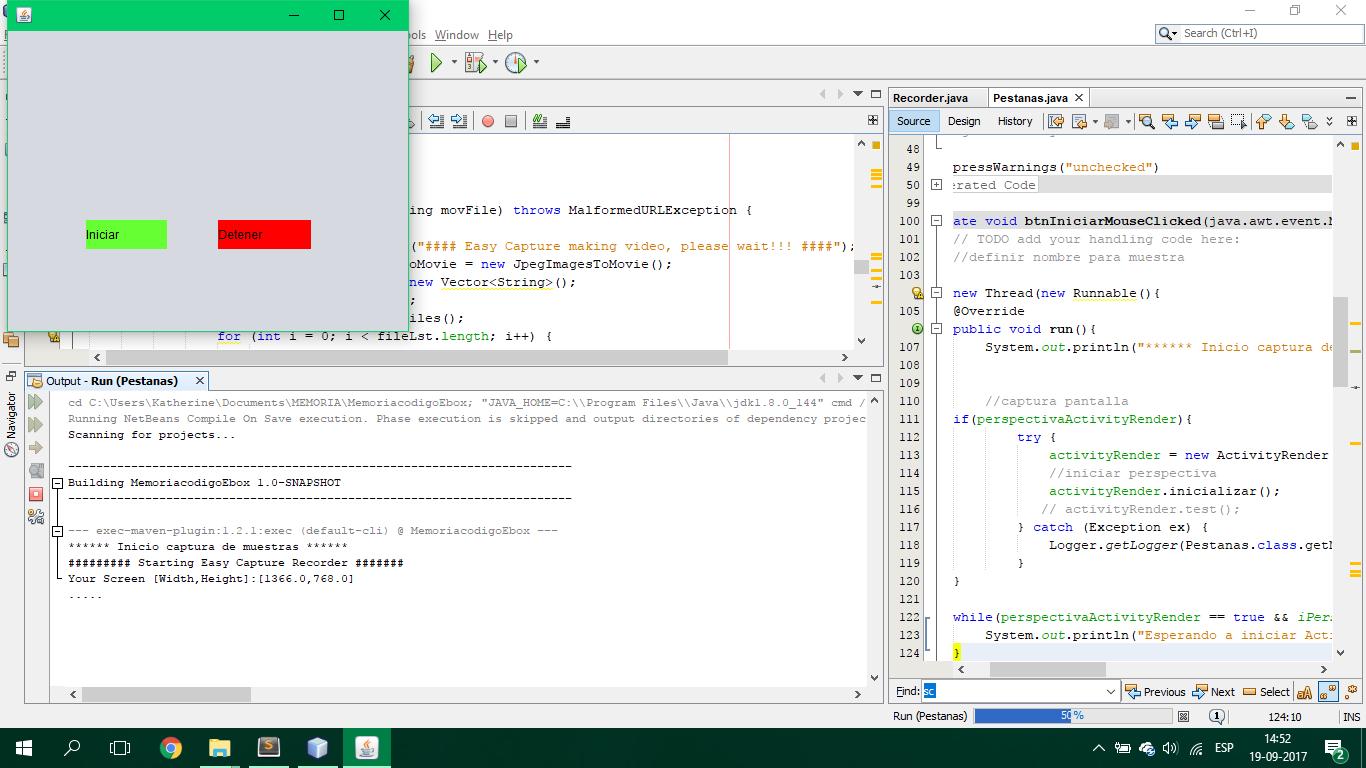 Iniciar
Detener
ools Window Help
Search (Ctrl+I)
ing movFile) throws MalformedURLException {
("#### Easy Capture making video, please wait!!! ####");
oMovie = new JpegImagesToMovie();
new Vector<String>();
;
iles();
for (int i = 0; i < fileLst.length; i++) {
Output - Run (Pestanas)
cd C:\Users\Katherine\Documents\MEMORIA\MemoriacodigoEbox; "JAVA_HOME=C:\\Program Files\\Java\\jdk1.8.0_144" cmd /
Running NetBeans Compile On Save execution. Phase execution is skipped and output directories of dependency projec
Scanning for projects...
------------------------------------------------------------------------
Building MemoriacodigoEbox 1.0-SNAPSHOT
------------------------------------------------------------------------
--- exec-maven-plugin:1.2.1:exec (default-cli) @ MemoriacodigoEbox ---
****** Inicio captura de muestras ******
######### Starting Easy Capture Recorder #######
Your Screen [Width,Height]:[1366.0,768.0]
.....
Navigator
Recorder.java Pestanas.java
Source Design History
48
49 pressWarnings("unchecked")
50 erated Code
99
100 ate void btnIniciarMouseClicked(java.awt.event.M
101 // TODO add your handling code here:
102 //definir nombre para muestra
103
new Thread(new Runnable(){
105 @Override
public void run(){
107 System.out.println("****** Inicio captura de
108
109
110 //captura pantalla
111 if(perspectivaActivityRender){
112 try {
113 activityRender = new ActivityRender
114 //iniciar perspectiva
115 activityRender.inicializar();
116 // activityRender.test();
117 } catch (Exception ex) {
118 Logger.getLogger(Pestanas.class.getN
119 }
120 }
121
122 while(perspectivaActivityRender == true && iPers
123 System.out.println("Esperando a iniciar Acti
124 }
Find: sc Previous Next Select
Run (Pestanas) 50% 1 124:10 INS
ESP 14:52
19-09-2017 2